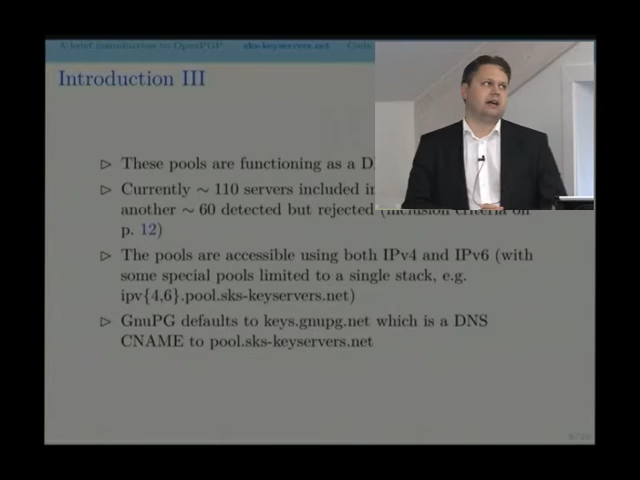 A brief introduction to OpenPGP sks-keyservers.net Code
Introduction III
▷ These pools are functioning as a D
▷ Currently ~ 110 servers included in
another ~ 60 detected but rejected (inclusion criteria on
p. 12)
▷ The pools are accessible using both IPv4 and IPv6 (with
some special pools limited to a single stack, e.g.
ipv{4,6}.pool.sks-keyservers.net)
▷ GnuPG defaults to keys.gnupg.net which is a DNS
CNAME to pool.sks-keyservers.net